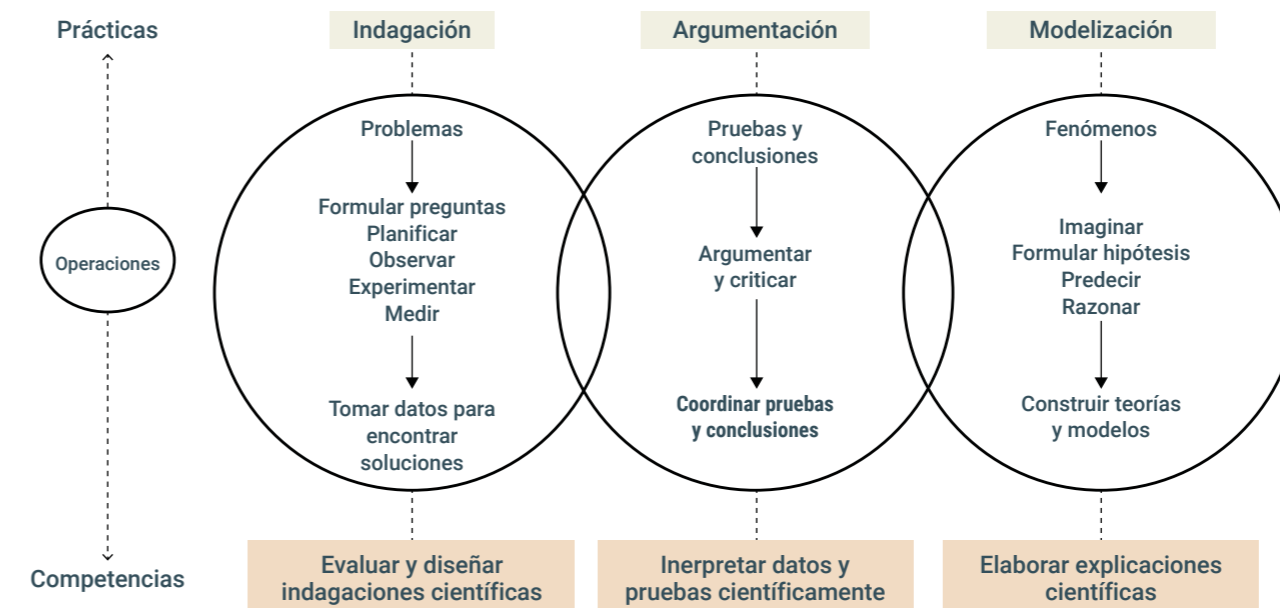 Prácticas
Operaciones
Competencias
Indagación
Problemas
Formular preguntas
Planificar
Observar
Experimentar
Medir
Tomar datos para
encontrar
soluciones
Evaluar y diseñar
indagaciones científicas
Argumentación
Pruebas y
conclusiones
Argumentar
y criticar
Coordinar pruebas
y conclusiones
Inerpretar datos y
pruebas científicamente
Modelización
Fenómenos
Imaginar
Formular hipótesis
Predecir
Razonar
Construir teorías
y modelos
Elaborar explicaciones
científicas